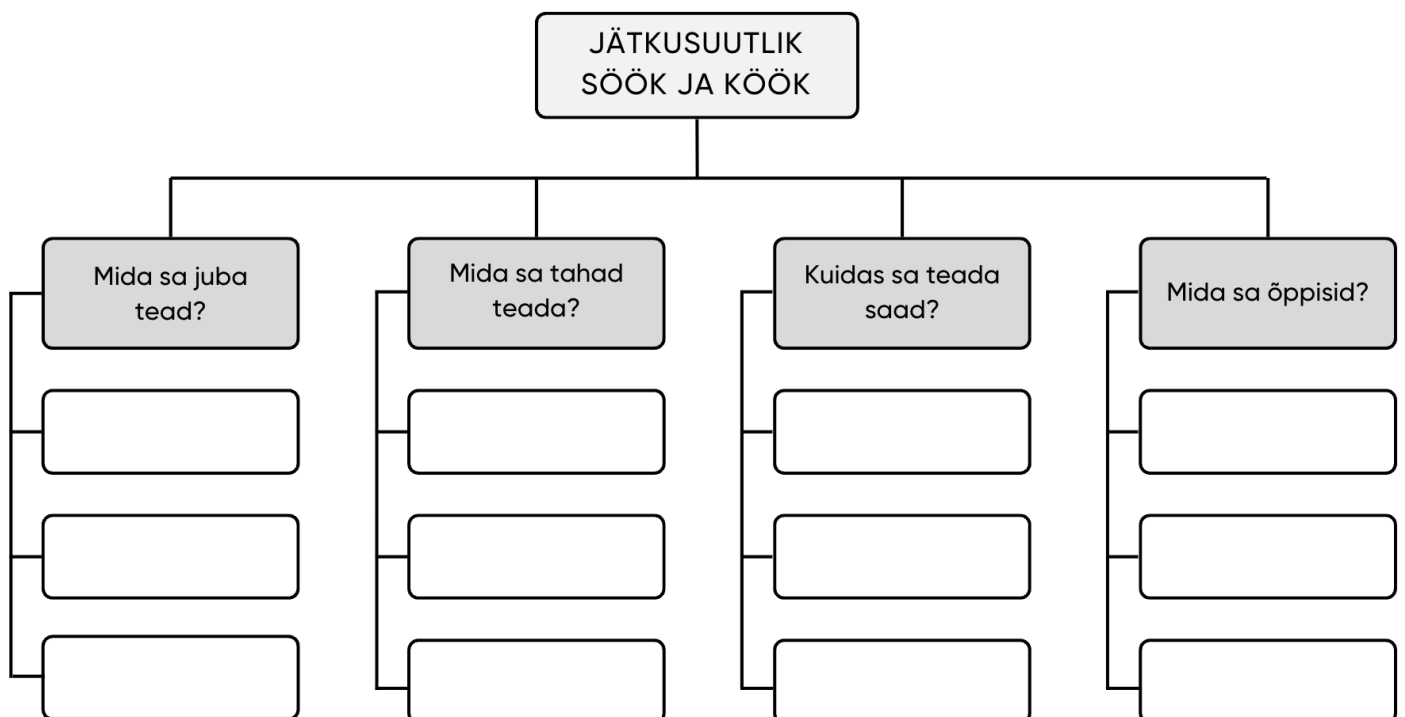 JÄTKUSUUTLIK
SÖÖK JA KÖÖK
Mida sa juba
tead?
Mida sa tahad
teada?
Kuidas sa teada
saad?
Mida sa õppisid?